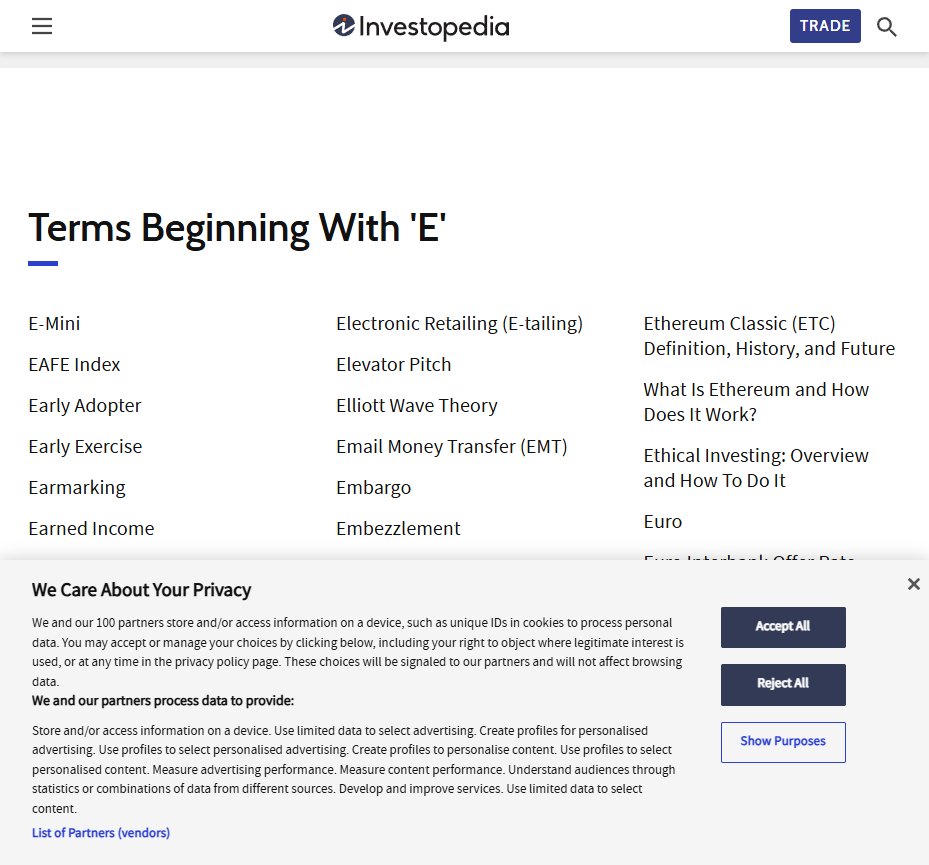 Investopedia
TRADE
Terms Beginning With 'E'
E-Mini
EAFE Index
Early Adopter
Early Exercise
Earmarking
Earned Income
Electronic Retailing (E-tailing)
Elevator Pitch
Elliott Wave Theory
Email Money Transfer (EMT)
Embargo
Embezzlement
Ethereum Classic (ETC)
Definition, History, and Future
What Is Ethereum and How
Does It Work?
Ethical Investing: Overview
and How To Do It
Euro
Euro Interbank Offer Rate
We Care About Your Privacy
We and our 100 partners store and/or access information on a device, such as unique IDs in cookies to process personal
data. You may accept or manage your choices by clicking below, including your right to object where legitimate interest is
used, or at any time in the privacy policy page. These choices will be signaled to our partners and will not affect browsing
data.
We and our partners process data to provide:
Store and/or access information on a device. Use limited data to select advertising. Create profiles for personalised
advertising. Use profiles to select personalised advertising. Create profiles to personalise content. Use profiles to select
personalised content. Measure advertising performance. Measure content performance. Understand audiences through
statistics or combinations of data from different sources. Develop and improve services. Use limited data to select
content.
List of Partners (vendors)
Accept All
Reject All
Show Purposes